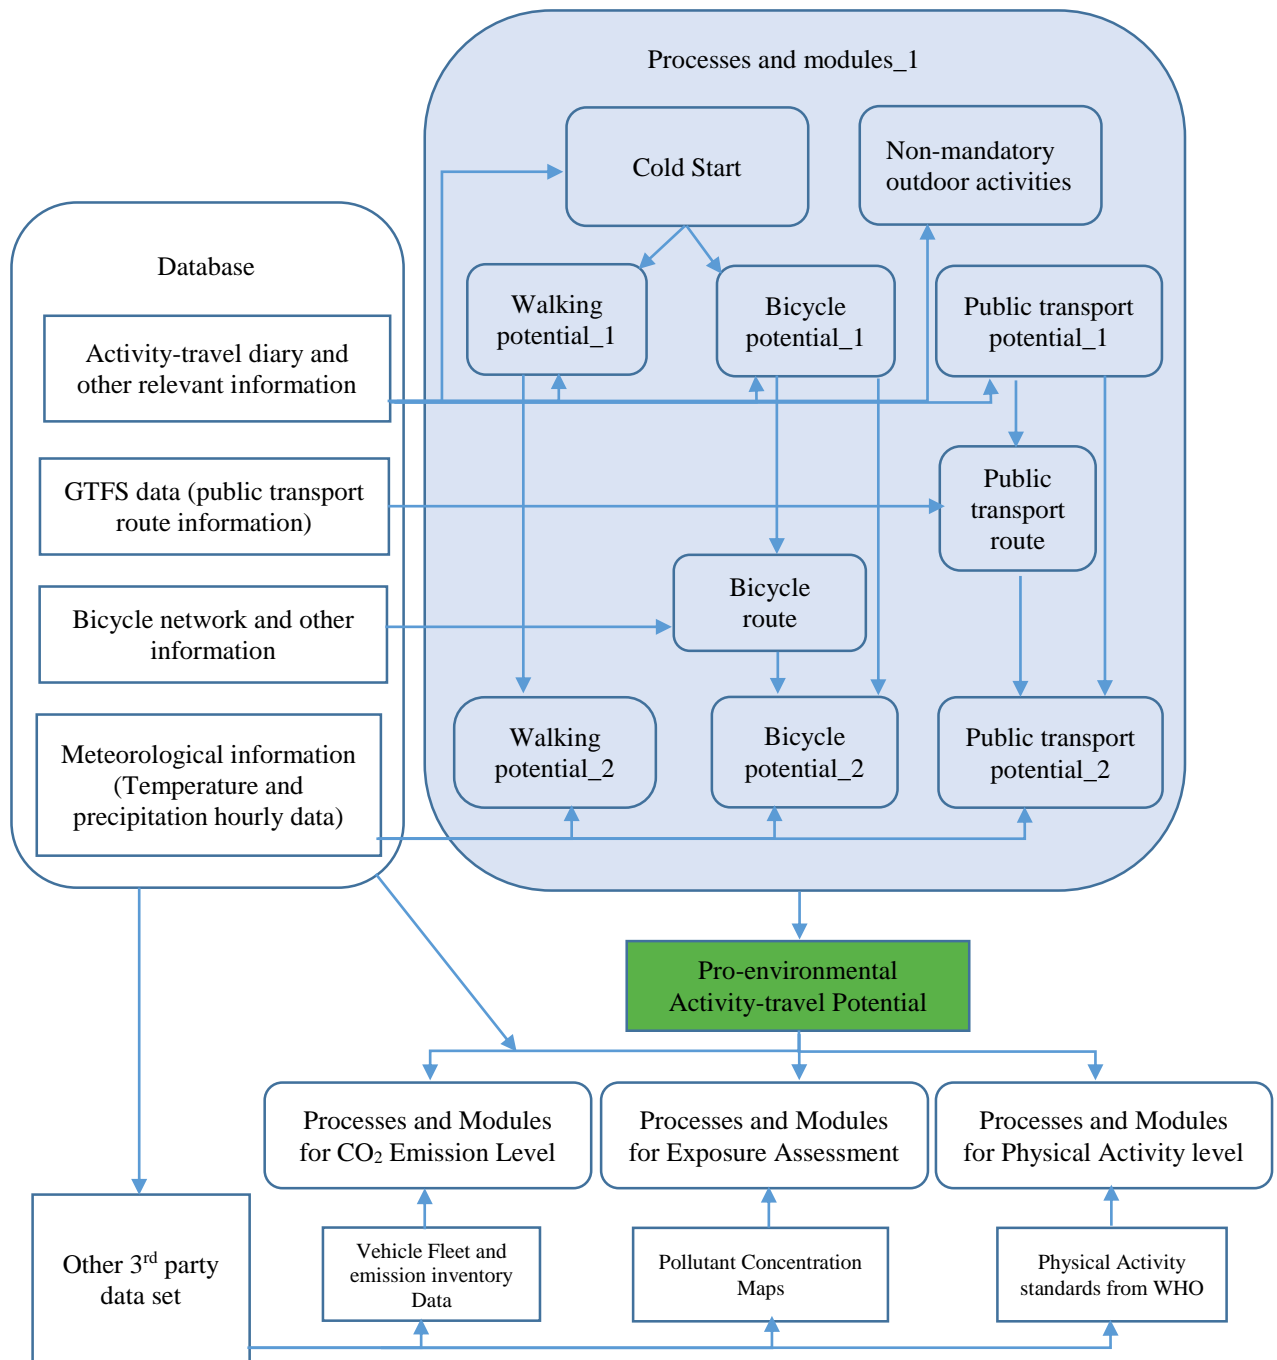 Processes and modules_1
Cold Start
Non-mandatory
outdoor activities
Database
Walking
potential_1
Bicycle
potential_1
Public transport
potential_1
Activity-travel diary and
other relevant information
GTFS data (public transport
route information)
Public
transport
route
Bicycle network and other
information
Bicycle
route
Meteorological information
(Temperature and
precipitation hourly data)
Walking
potential_2
Bicycle
potential_2
Public transport
potential_2
Pro-environmental
Activity-travel Potential
Processes and Modules
for CO₂ Emission Level
Processes and Modules
for Exposure Assessment
Processes and Modules
for Physical Activity level
Other 3rd party
data set
Vehicle Fleet and
emission inventory
Data
Pollutant Concentration
Maps
Physical Activity
standards from WHO